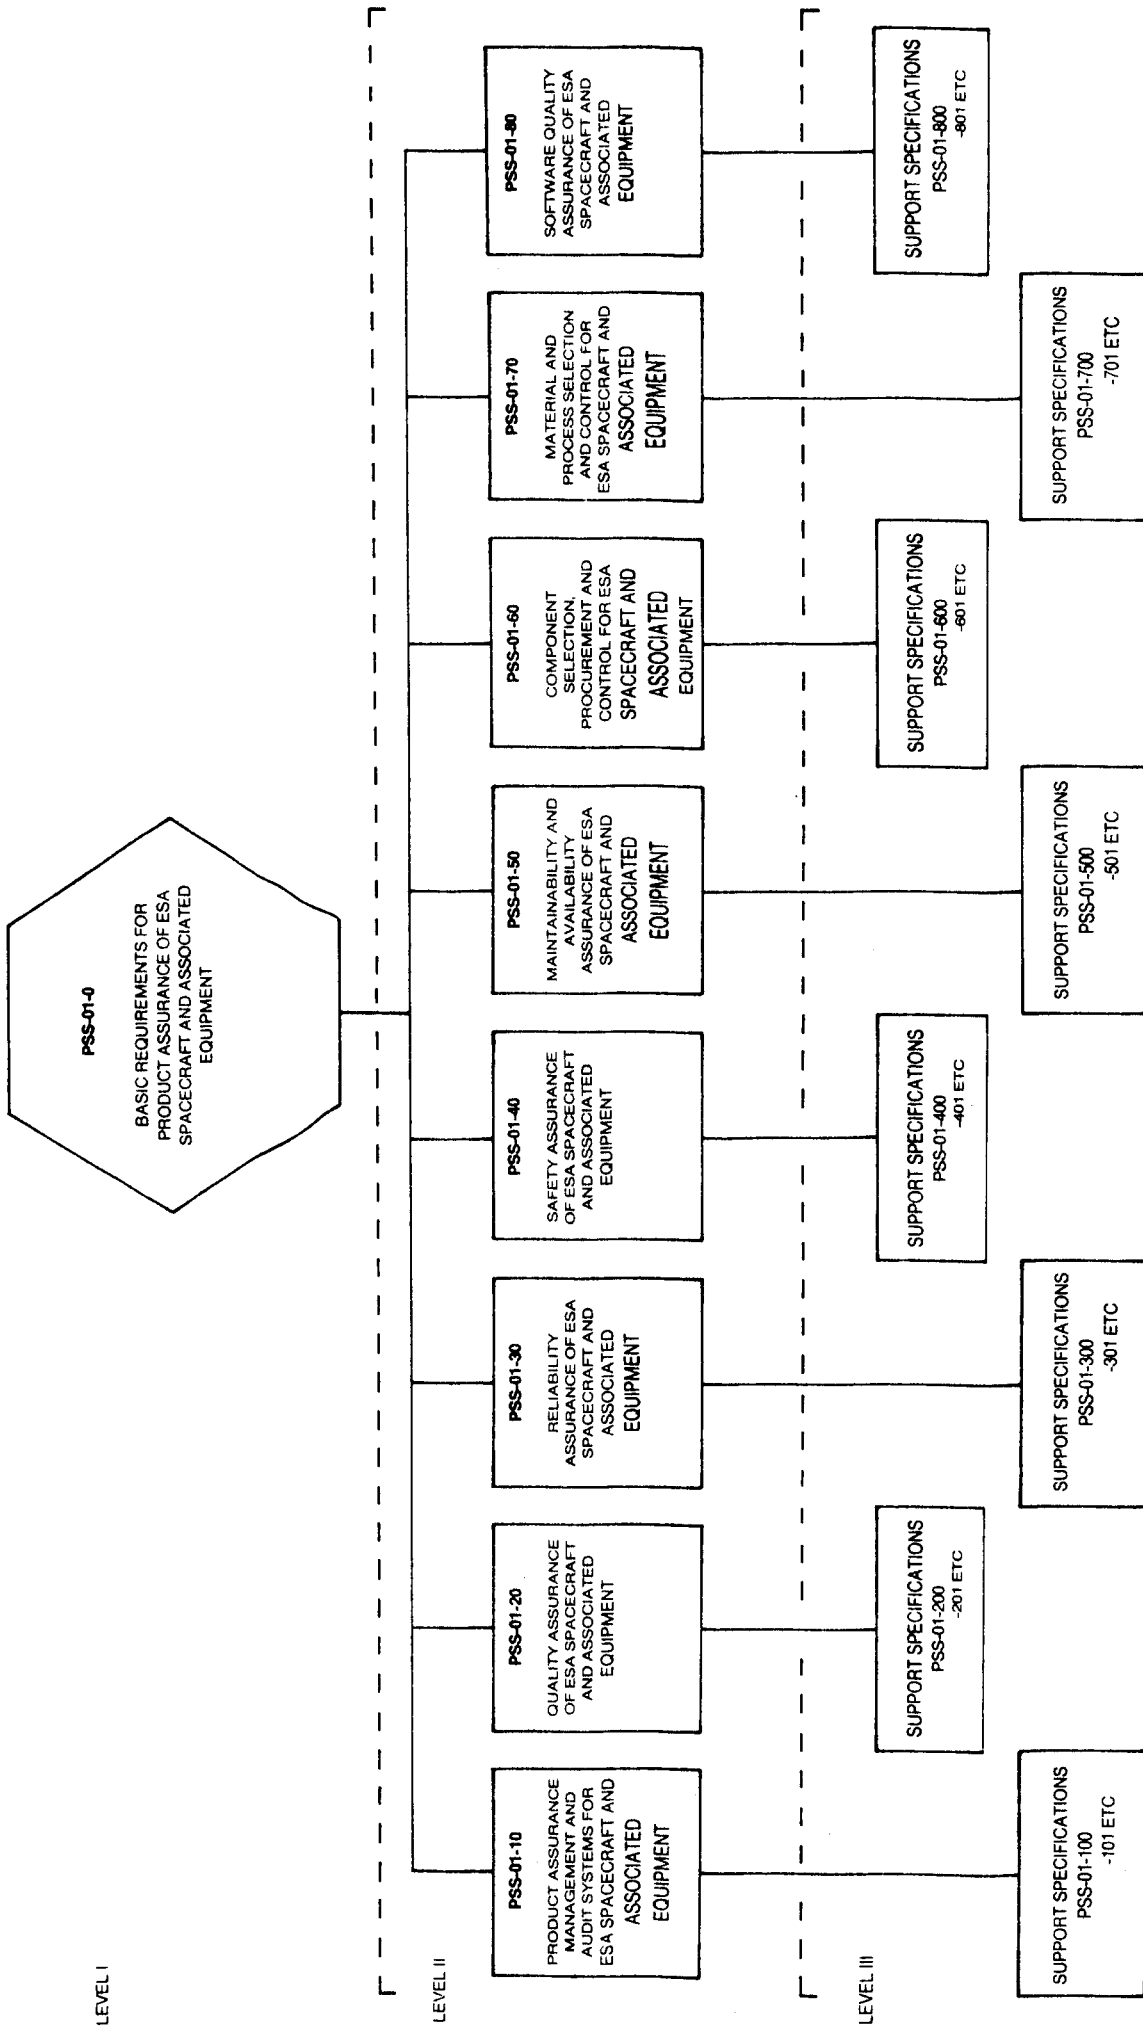 LEVEL I
PSS-01-0
BASIC REQUIREMENTS FOR
PRODUCT ASSURANCE OF ESA
SPACECRAFT AND ASSOCIATED
EQUIPMENT
LEVEL II
PSS-01-10
PRODUCT ASSURANCE
MANAGEMENT AND
AUDIT SYSTEMS FOR
ESA SPACECRAFT AND
ASSOCIATED
EQUIPMENT
PSS-01-20
QUALITY ASSURANCE
OF ESA SPACECRAFT
AND ASSOCIATED
EQUIPMENT
PSS-01-30
RELIABILITY
ASSURANCE OF ESA
SPACECRAFT AND
ASSOCIATED
EQUIPMENT
PSS-01-40
SAFETY ASSURANCE
OF ESA SPACECRAFT
AND ASSOCIATED
EQUIPMENT
PSS-01-50
MAINTAINABILITY AND
AVAILABILITY
ASSURANCE OF ESA
SPACECRAFT AND
ASSOCIATED
EQUIPMENT
PSS-01-60
COMPONENT
SELECTION,
PROCUREMENT AND
CONTROL FOR ESA
SPACECRAFT AND
ASSOCIATED
EQUIPMENT
PSS-01-70
MATERIAL AND
PROCESS SELECTION
AND CONTROL FOR
ESA SPACECRAFT AND
ASSOCIATED
EQUIPMENT
PSS-01-80
SOFTWARE QUALITY
ASSURANCE OF ESA
SPACECRAFT AND
ASSOCIATED
EQUIPMENT
LEVEL III
SUPPORT SPECIFICATIONS
PSS-01-100
-101 ETC
SUPPORT SPECIFICATIONS
PSS-01-200
-201 ETC
SUPPORT SPECIFICATIONS
PSS-01-300
-301 ETC
SUPPORT SPECIFICATIONS
PSS-01-400
-401 ETC
SUPPORT SPECIFICATIONS
PSS-01-500
-501 ETC
SUPPORT SPECIFICATIONS
PSS-01-600
-601 ETC
SUPPORT SPECIFICATIONS
PSS-01-700
-701 ETC
SUPPORT SPECIFICATIONS
PSS-01-800
-801 ETC